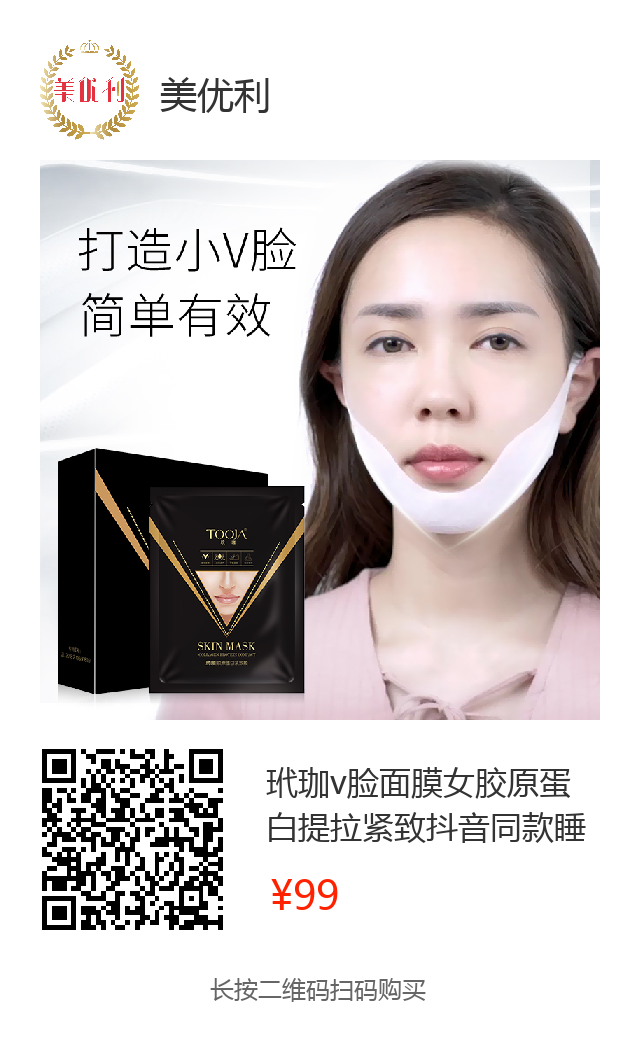 美优利
美优利
打造小V脸
简单有效
TOOJA
SKIN MASK
玳珈v脸面膜女胶原蛋
白提拉紧致抖音同款睡
¥99
长按二维码扫码购买